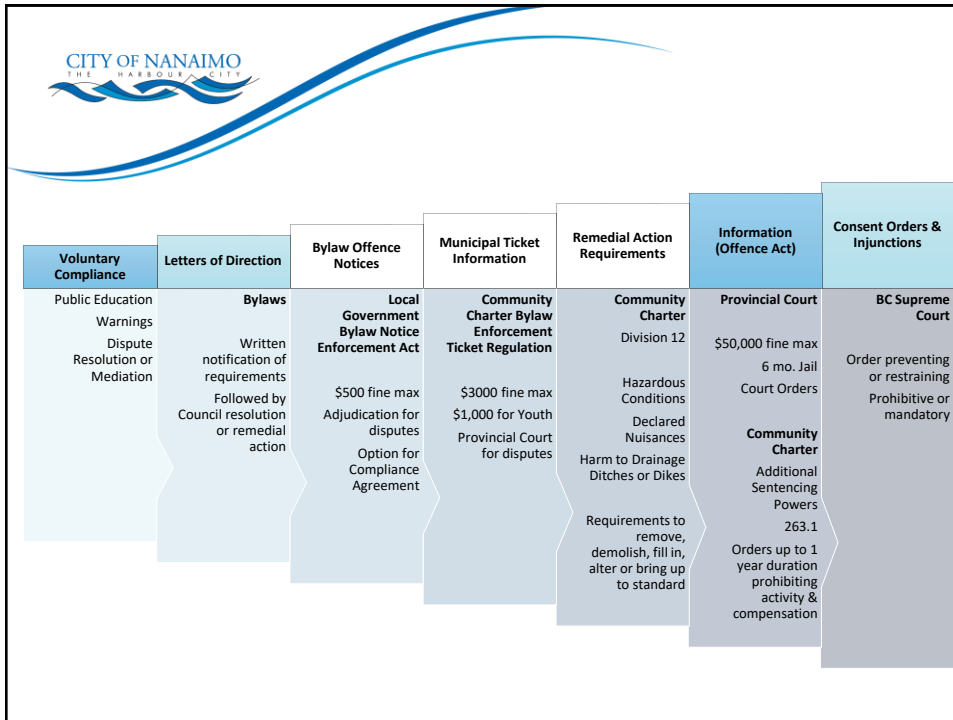 CITY OF NANAIMO
THE HARBOUR CITY
Voluntary
Compliance
Public Education
Warnings
Dispute
Resolution or
Mediation
Letters of Direction
Bylaws
Written
notification of
requirements
Followed by
Council resolution
or remedial
action
Bylaw Offence
Notices
Local
Government
Bylaw Notice
Enforcement Act
$500 fine max
Adjudication for
disputes
Option for
Compliance
Agreement
Municipal Ticket
Information
Community
Charter Bylaw
Enforcement
Ticket Regulation
$3000 fine max
$1,000 for Youth
Provincial Court
for disputes
Remedial Action
Requirements
Community
Charter
Division 12
Hazardous
Conditions
Declared
Nuisances
Harm to Drainage
Ditches or Dikes
Requirements to
remove,
demolish, fill in,
alter or bring up
to standard
Information
(Offence Act)
Provincial Court
$50,000 fine max
6 mo. Jail
Court Orders
Community
Charter
Additional
Sentencing
Powers
263.1
Orders up to 1
year duration
prohibiting
activity &
compensation
Consent Orders &
Injunctions
BC Supreme
Court
Order preventing
or restraining
Prohibitive or
mandatory